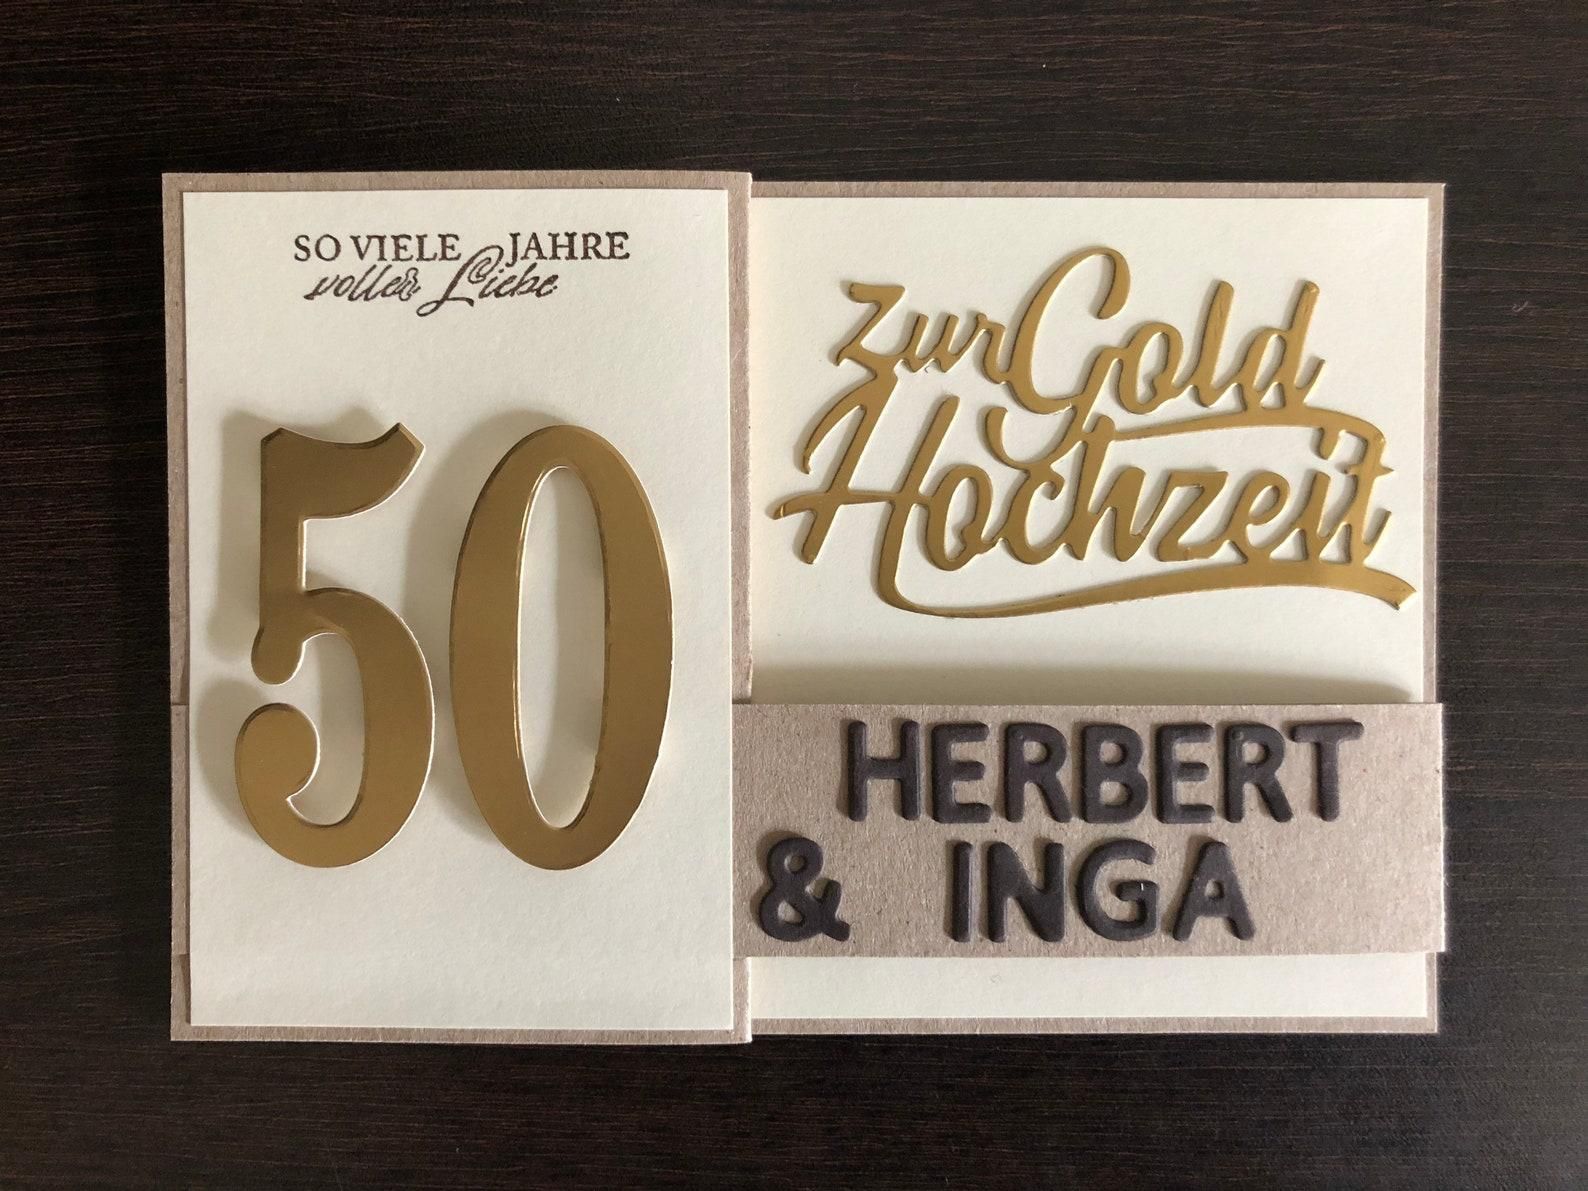 SO VIELE JAHRE
voller Liebe
50
zur Gold
Hochzeit
HERBERT
& INGA